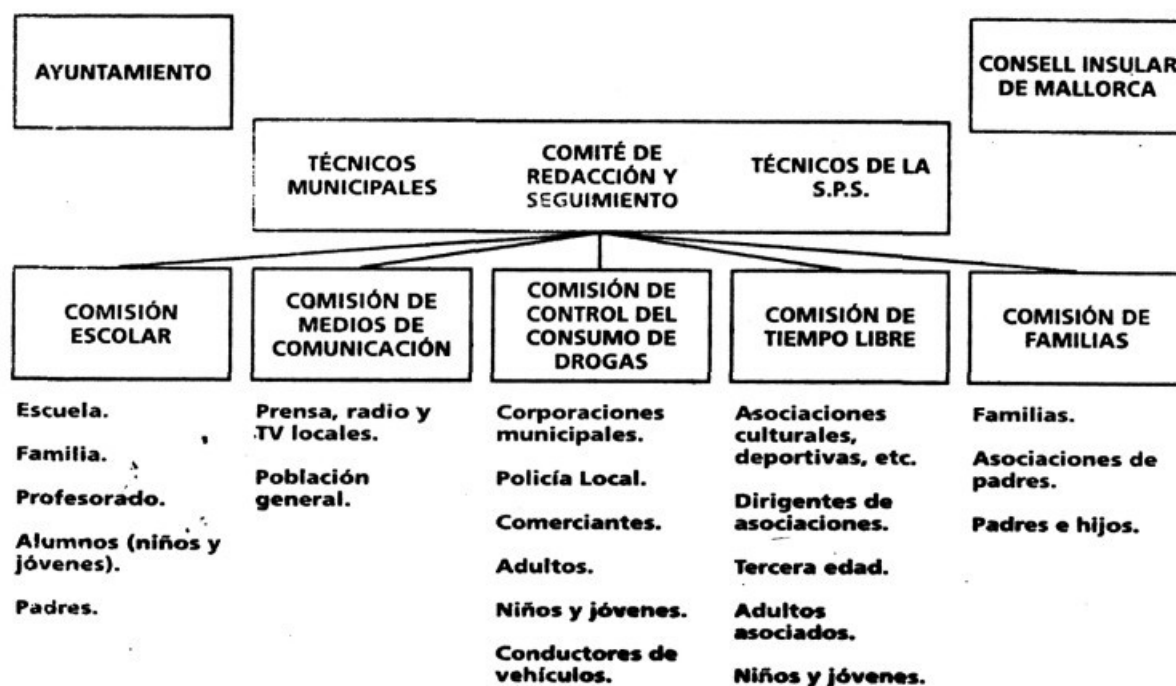 AYUNTAMIENTO
CONSELL INSULAR
DE MALLORCA
TÉCNICOS
MUNICIPALES
COMITÉ DE
REDACCIÓN Y
SEGUIMIENTO
TÉCNICOS DE LA
S.P.S.
COMISIÓN
ESCOLAR
COMISIÓN DE
MEDIOS DE
COMUNICACIÓN
COMISIÓN DE
CONTROL DEL
CONSUMO DE
DROGAS
COMISIÓN DE
TIEMPO LIBRE
COMISIÓN DE
FAMILIAS
Escuela.
Familia.
Profesorado.
Alumnos (niños y
jóvenes).
Padres.
Prensa, radio y
TV locales.
Población
general.
Corporaciones
municipales.
Policía Local.
Comerciantes.
Adultos.
Niños y jóvenes.
Conductores de
vehículos.
Asociaciones
culturales,
deportivas, etc.
Dirigentes de
asociaciones.
Tercera edad.
Adultos
asociados.
Niños y jóvenes.
Familias.
Asociaciones de
padres.
Padres e hijos.